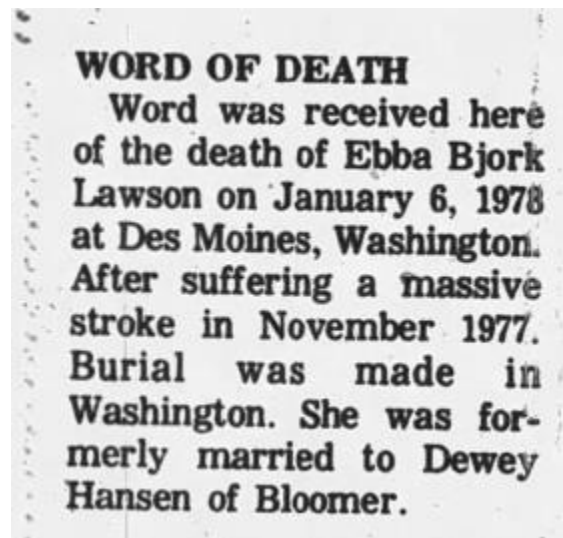 WORD OF DEATH
Word was received here
of the death of Ebba Bjork
Lawson on January 6, 1978
at Des Moines, Washington.
After suffering a massive
stroke in November 1977.
Burial was made in
Washington. She was for-
merly married to Dewey
Hansen of Bloomer.